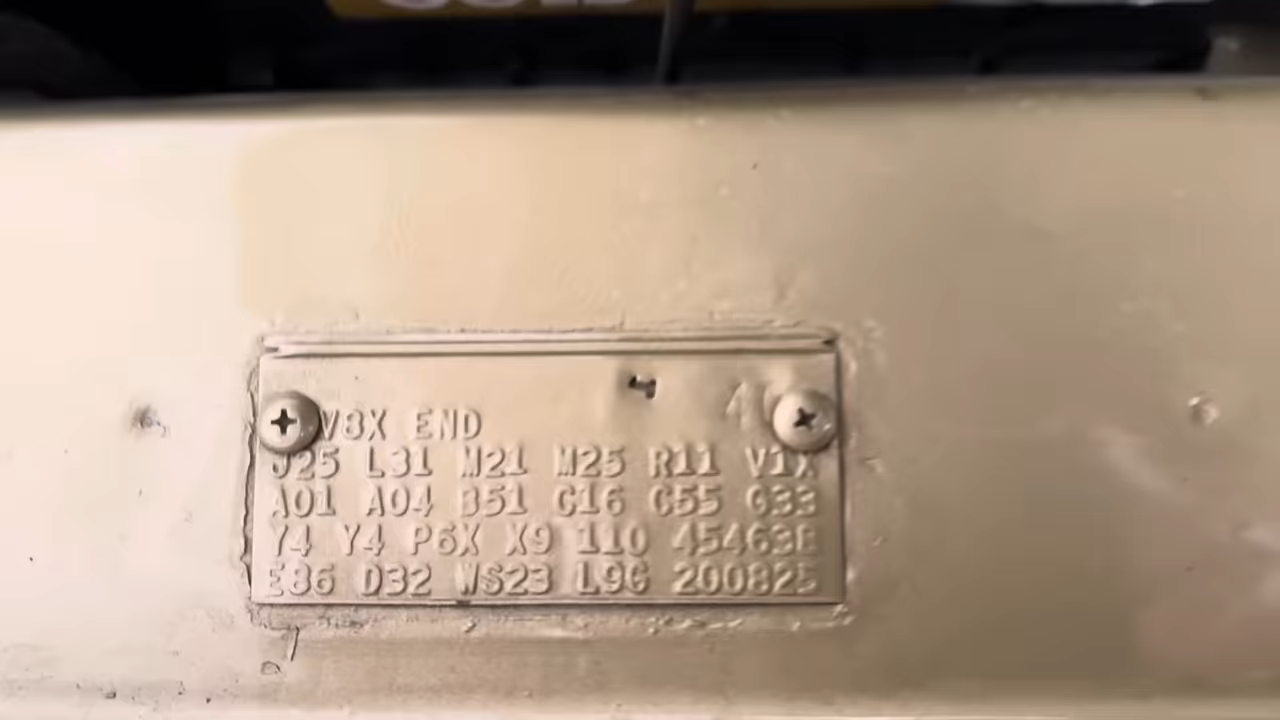 V8X END
J25 L31 M21 M25 R11 V1X
A01 A04 B51 C16 C55 G33
Y4 Y4 P6X X9 110 45463B
E86 D32 WS23 L9G 200825